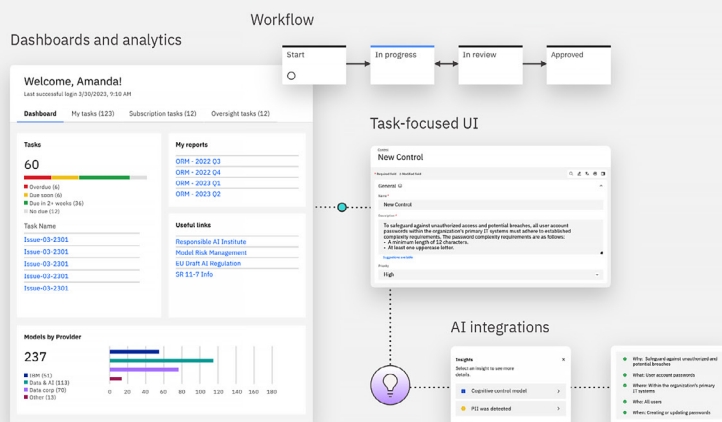 Workflow
Dashboards and analytics
Start
In progress
In review
Approved
Welcome, Amanda!
Last successful login 3/30/2023, 9:10 AM
Dashboard
My tasks (123)
Subscription tasks (12)
Oversight tasks (12)
Tasks
60
Overdue (6)
Due soon (6)
Due in 2+ weeks (36)
No due (12)
Task Name
Issue-03-2301
Issue-03-2301
Issue-03-2301
Issue-03-2301
Issue-03-2301
My reports
ORM - 2022 Q3
ORM - 2022 Q4
ORM - 2023 Q1
ORM - 2023 Q2
Useful links
Responsible AI Institute
Model Risk Management
EU Draft AI Regulation
SR 11-7 Info
Models by Provider
237
IHM (51)
Data & AI (113)
Data corp (70)
Other (13)
0 20 40 60 80 100 120 140 160 180
Task-focused UI
New Control
General
Name *
New Control
Description *
To safeguard against unauthorized access and potential breaches, all user account
passwords within the organization's primary IT systems must adhere to established
complexity requirements. The password complexity requirements are as follows:
• A minimum length of 12 characters.
• At least one uppercase letter.
Suggestions available
Priority
High
AI integrations
Insights
Select an insight to see more
details.
Cognitive control model
PII was detected
Why: Safeguard against unauthorized and
potential breaches
What: User account passwords
Where: Within the organization's primary
IT systems
Who: All users
When: Creating or updating passwords